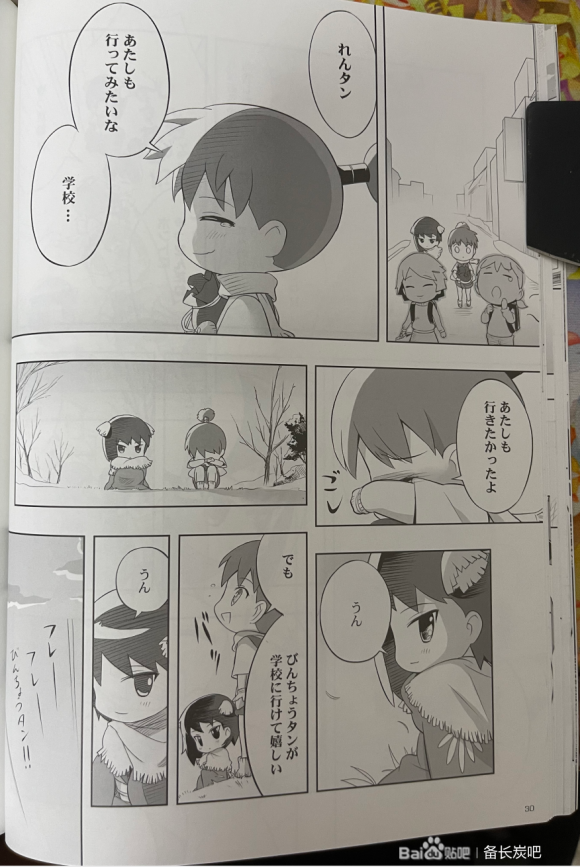 れんタン
あたしも
行ってみたいな
学校…
あたしも
行きたかったよ
ごし
うん
でも
びんちょうタンが
学校に行けて嬉しい
うん
フレー
フレー
びんちょうタン!!
30
Bai贴吧 | 备长炭吧